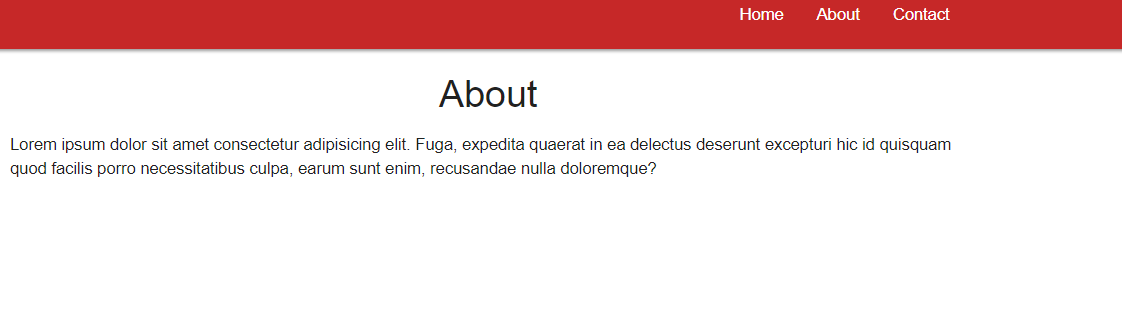 Home About Contact
About
Lorem ipsum dolor sit amet consectetur adipisicing elit. Fuga, expedita quaerat in ea delectus deserunt excepturi hic id quisquam
quod facilis porro necessitatibus culpa, earum sunt enim, recusandae nulla doloremque?